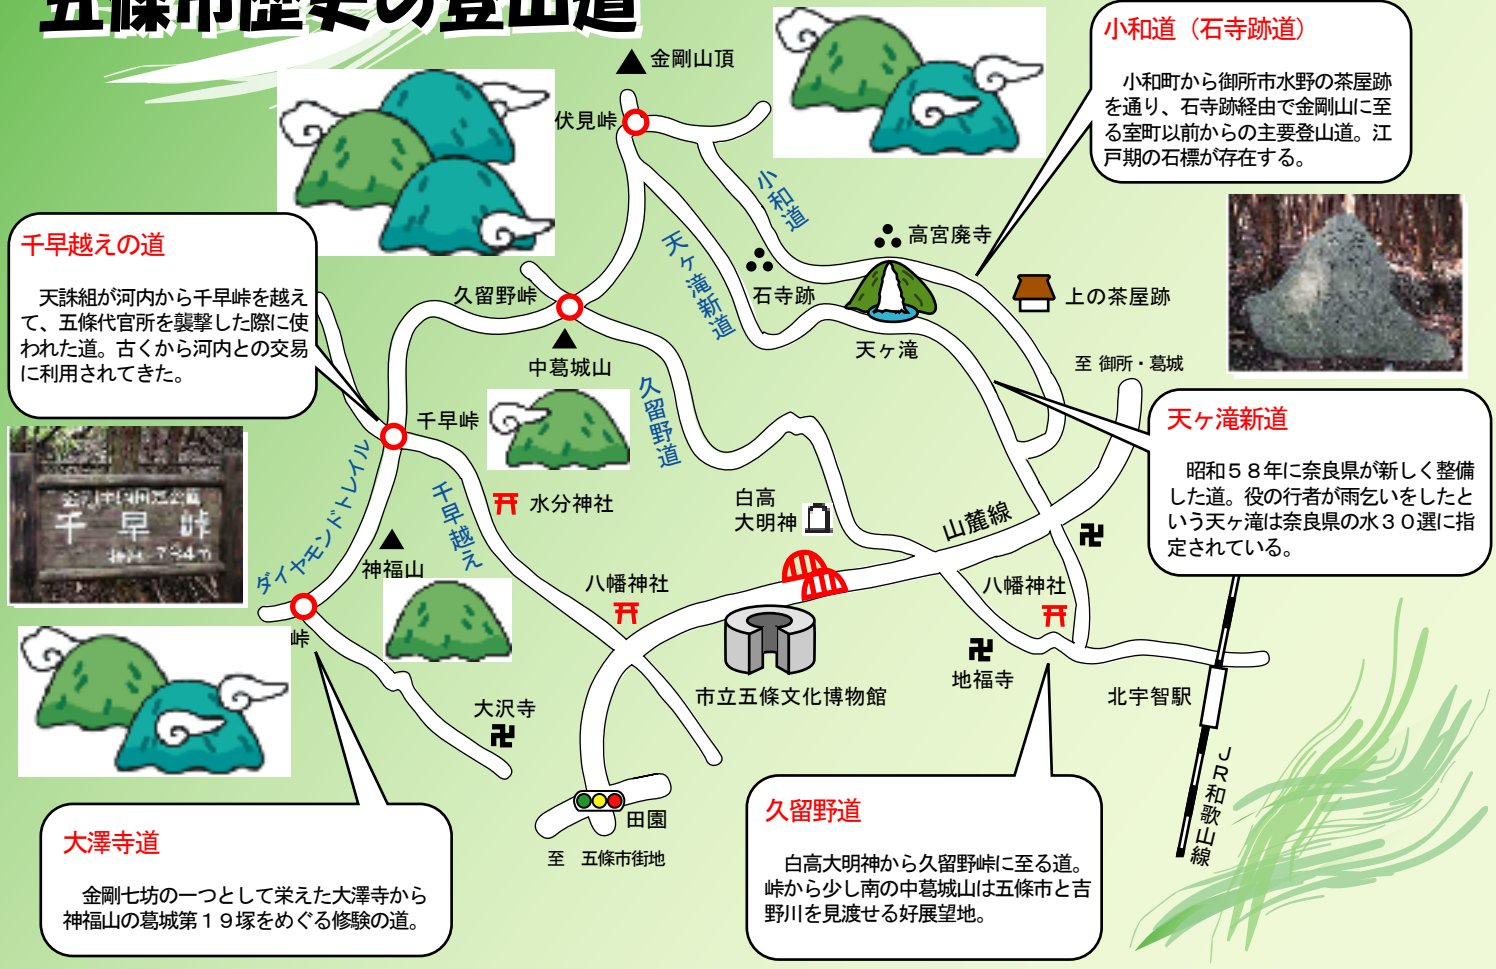 五條市歴史の登山道
金剛山頂
伏見峠
小和道(石寺跡道)
小和町から御所市水野の茶屋跡
を通り、石寺跡経由で金剛山に至
る室町以前からの主要登山道。江
戸期の石標が存在する。
小和道
高宮廃寺
天ヶ滝新道
石寺跡
上の茶屋跡
天ヶ滝
至 御所・葛城
千早越えの道
天誅組が河内から千早峠を越え
て、五條代官所を襲撃した際に使
われた道。古くから河内との交易
に利用されてきた。
久留野峠
中葛城山
久留野道
千早峠
天ヶ滝新道
昭和５８年に奈良県が新しく整備
した道。役の行者が雨乞いをしたと
いう天ヶ滝は奈良県の水３０選に指
定されている。
千早峠
ダイヤモンドトレイル
千早越え
水分神社
白高
大明神
山麓線
神福山
八幡神社
八幡神社
峠
地福寺
市立五條文化博物館
北宇智駅
大沢寺
ＪＲ和歌山線
田園
至　五條市街地
大澤寺道
金剛七坊の一つとして栄えた大澤寺から
神福山の葛城第１９塚をめぐる修験の道。
久留野道
白高大明神から久留野峠に至る道。
峠から少し南の中葛城山は五條市と吉
野川を見渡せる好展望地。